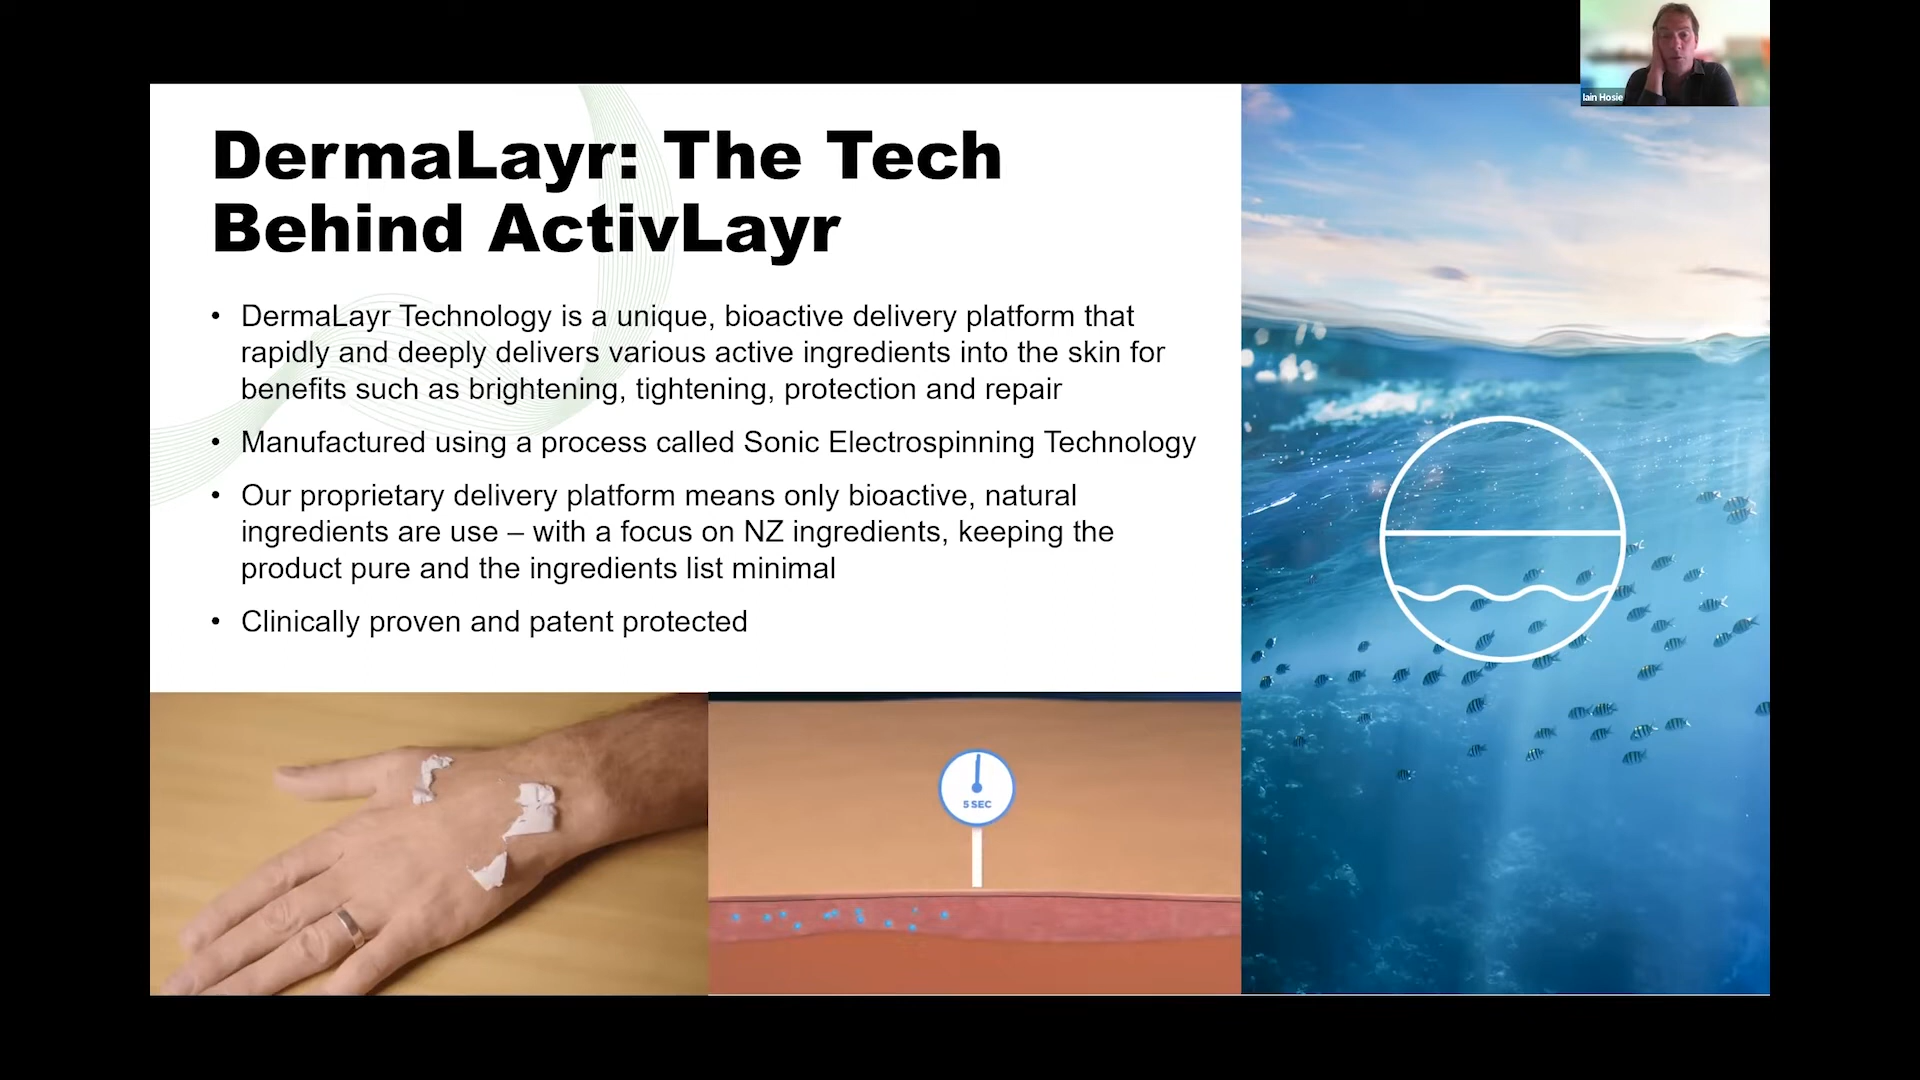 Iain Hosie
DermaLayr: The Tech
Behind ActivLayr
• DermaLayr Technology is a unique, bioactive delivery platform that
rapidly and deeply delivers various active ingredients into the skin for
benefits such as brightening, tightening, protection and repair
• Manufactured using a process called Sonic Electrospinning Technology
• Our proprietary delivery platform means only bioactive, natural
ingredients are use – with a focus on NZ ingredients, keeping the
product pure and the ingredients list minimal
• Clinically proven and patent protected
5 SEC